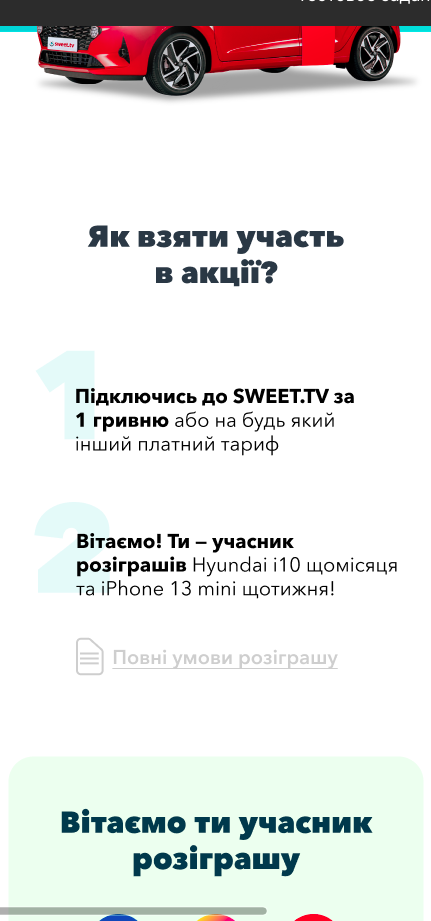 SWEET.TV
Як взяти участь
в акції?
1
Підключись до SWEET.TV за
1 гривню або на будь який
інший платний тариф
2
Вітаємо! Ти – учасник
розіграшів Hyundai i10 щомісяця
та iPhone 13 mini щотижня!
Повні умови розіграшу
Вітаємо ти учасник
розіграшу